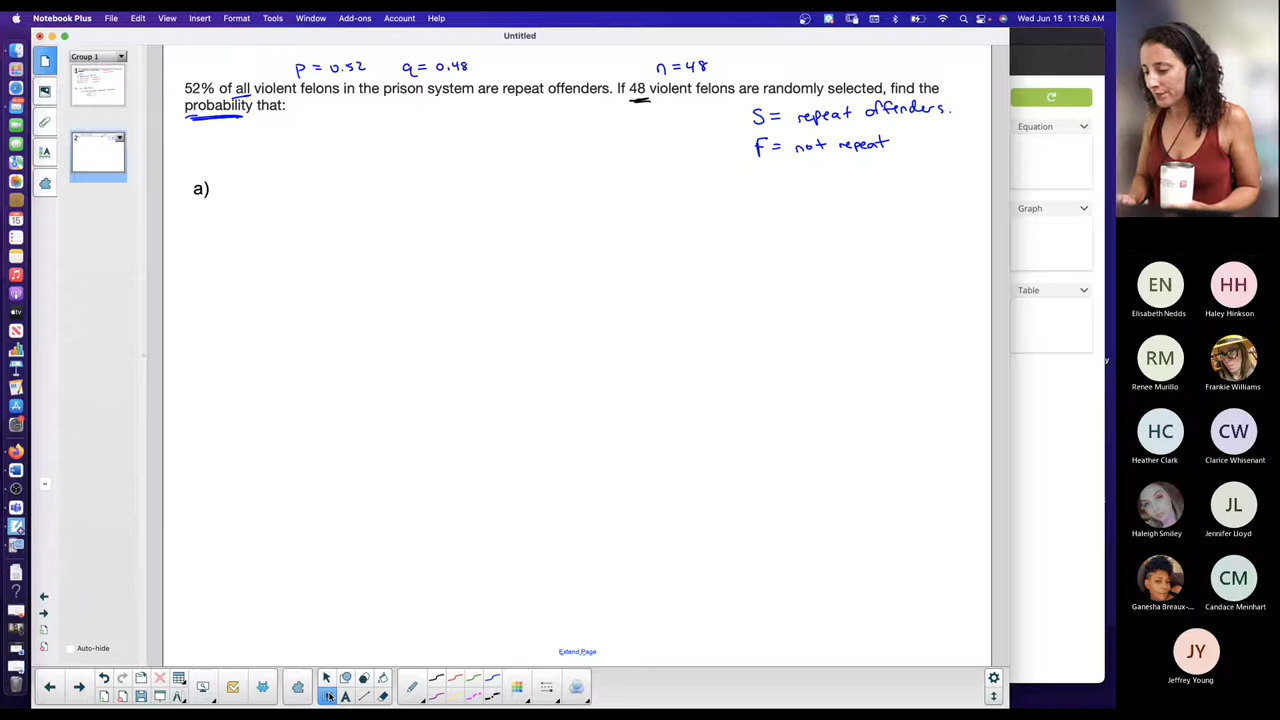 Notebook Plus File Edit View Insert Format Tools Window Add-ons Account Help
Wed Jun 15 11:56 AM
Untitled
Group 1
p = 0.52 q = 0.48 n = 48
52% of all violent felons in the prison system are repeat offenders. If 48 violent felons are randomly selected, find the
probability that:
S = repeat offenders.
F = not repeat
a)
Extend Page
Auto-hide
Equation
Graph
Table
EN
Elisabeth Nedds
HH
Haley Hinkson
RM
Renee Murillo
Frankie Williams
HC
Heather Clark
CW
Clarice Whisenant
Haleigh Smiley
JL
Jennifer Lloyd
Ganesha Breaux-...
CM
Candace Meinhart
JY
Jeffrey Young